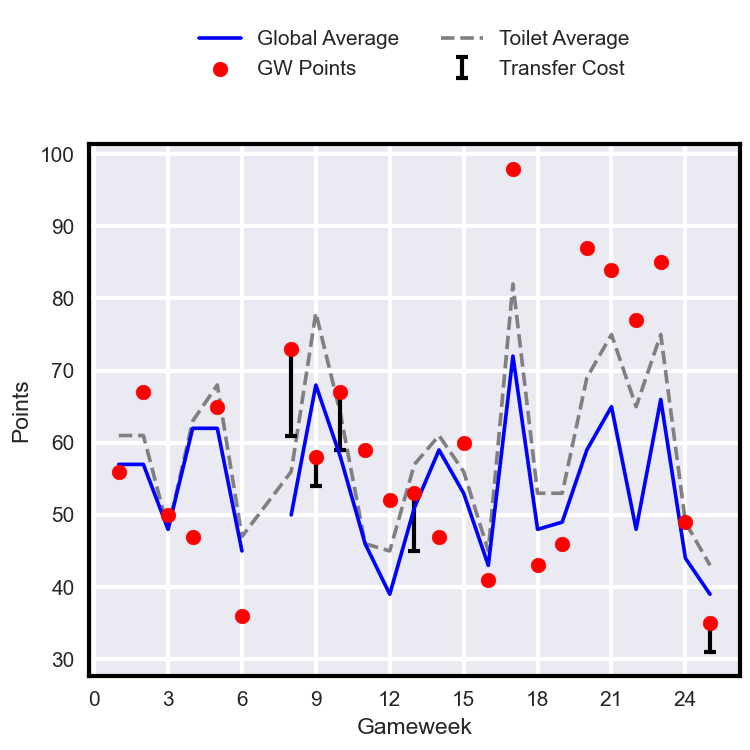 Global Average
Toilet Average
GW Points
Transfer Cost
100
90
80
70
60
50
40
30
Points
0 3 6 9 12 15 18 21 24
Gameweek